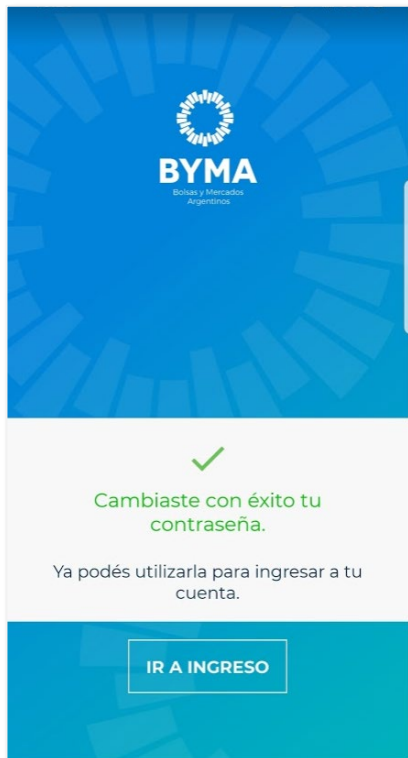 BYMA
Bolsas y Mercados
Argentinos
Cambiaste con éxito tu
contraseña.
Ya podés utilizarla para ingresar a tu
cuenta.
IR A INGRESO